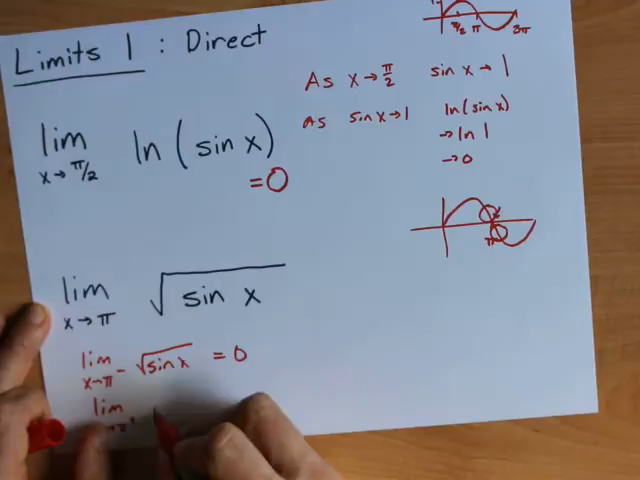 Limits 1 : Direct
π/2 π 3π
As x→π/2 sin x → 1
As sin x→1 ln(sin x)
→ ln 1
→ 0
lim x→π/2 ln(sin x)
= 0
π
lim x→π √sin x
lim x→π⁻ √sin x = 0
lim